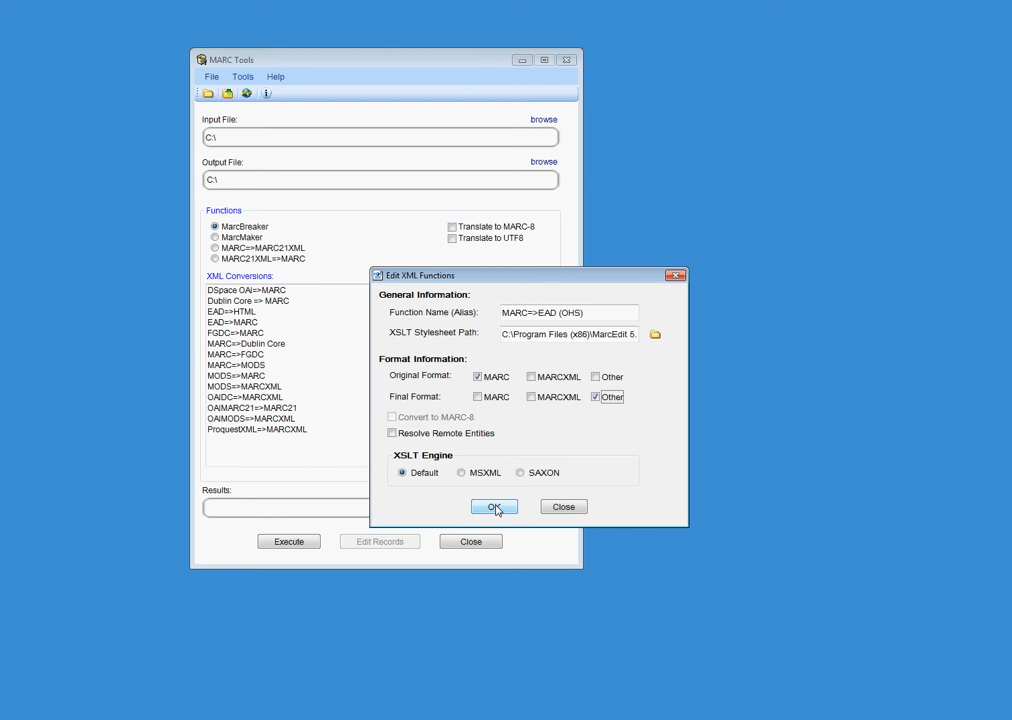 MARC Tools
File Tools Help
Input File: browse
C:\
Output File: browse
C:\
Functions
MarcBreaker
MarcMaker
MARC=>MARC21XML
MARC21XML=>MARC
Translate to MARC-8
Translate to UTF8
XML Conversions:
DSpace OAI=>MARC
Dublin Core => MARC
EAD=>HTML
EAD=>MARC
FGDC=>MARC
MARC=>Dublin Core
MARC=>FGDC
MARC=>MODS
MODS=>MARC
MODS=>MARCXML
OAIDC=>MARCXML
OAIMARC21=>MARC21
OAIMODS=>MARCXML
ProquestXML=>MARCXML
Results:
Execute Edit Records Close
Edit XML Functions
General Information:
Function Name (Alias): MARC=>EAD (OHS)
XSLT Stylesheet Path: C:\Program Files (x86)\MarcEdit 5.
Format Information:
Original Format: MARC MARCXML Other
Final Format: MARC MARCXML Other
Convert to MARC-8
Resolve Remote Entities
XSLT Engine
Default MSXML SAXON
OK Close